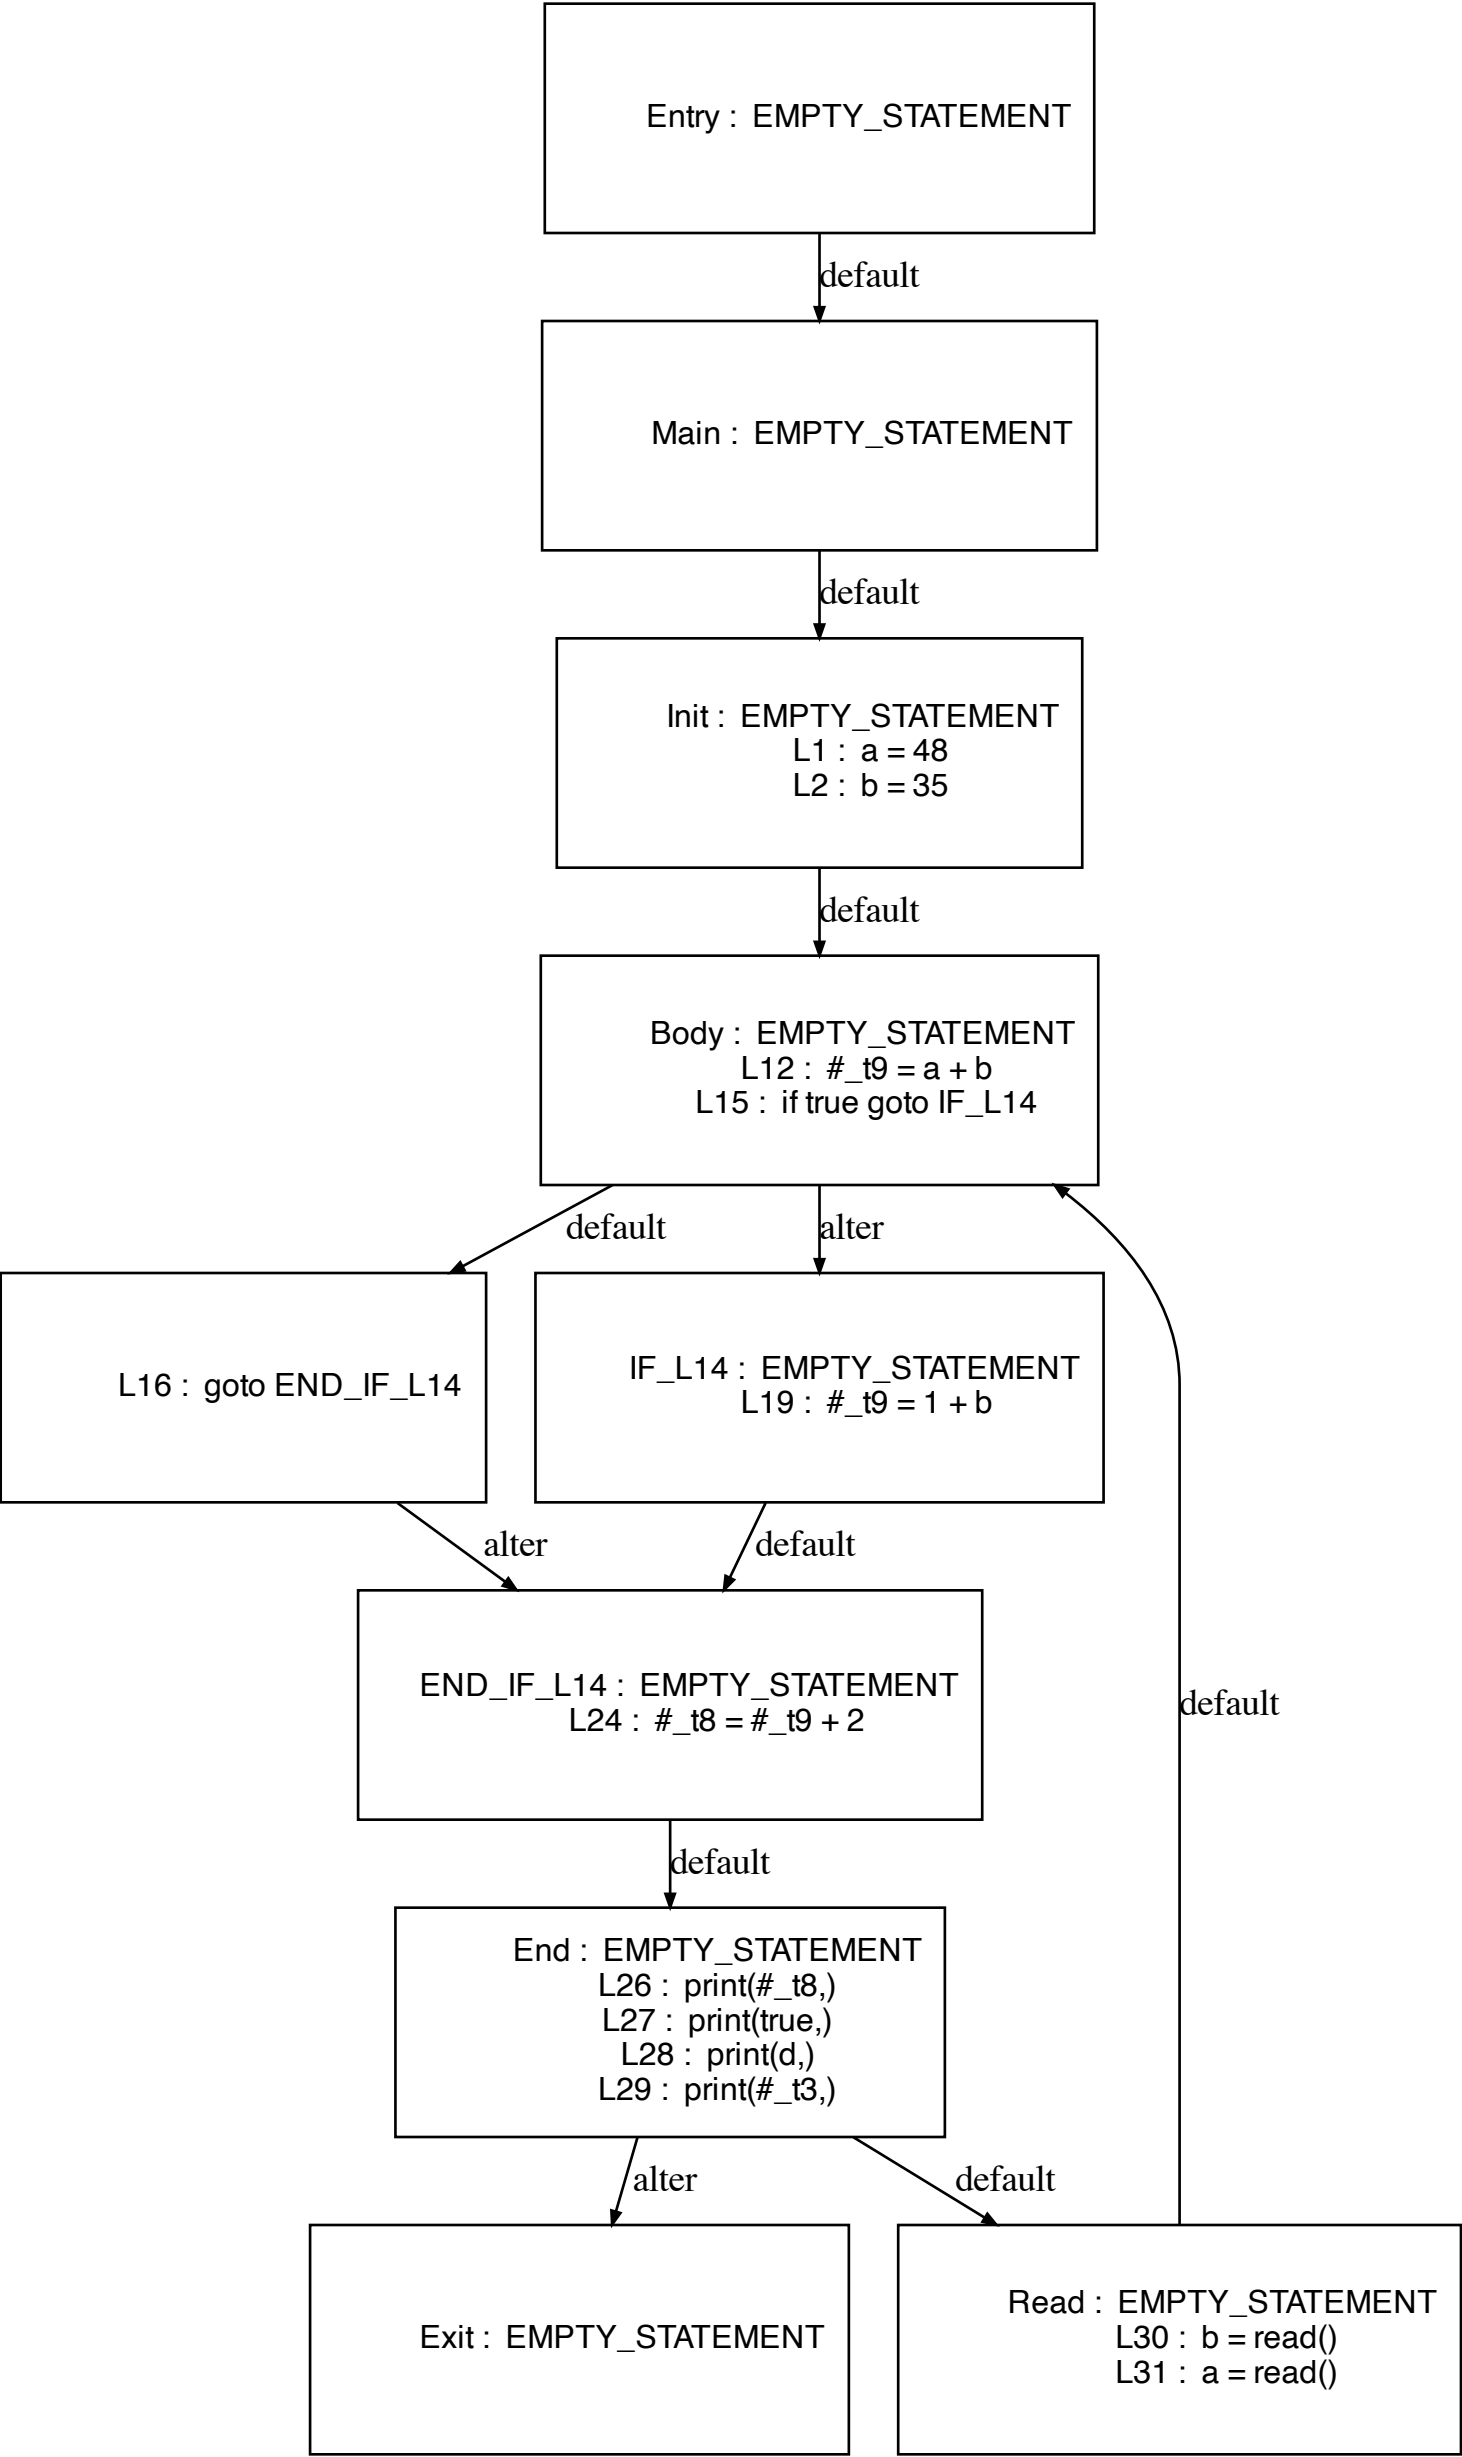 Entry :  EMPTY_STATEMENT
default
Main :  EMPTY_STATEMENT
default
Init :  EMPTY_STATEMENT
L1 :  a = 48
L2 :  b = 35
default
Body :  EMPTY_STATEMENT
L12 :  #_t9 = a + b
L15 :  if true goto IF_L14
default
alter
L16 :  goto END_IF_L14
IF_L14 :  EMPTY_STATEMENT
L19 :  #_t9 = 1 + b
alter
default
END_IF_L14 :  EMPTY_STATEMENT
L24 :  #_t8 = #_t9 + 2
default
default
End :  EMPTY_STATEMENT
L26 :  print(#_t8,)
L27 :  print(true,)
L28 :  print(d,)
L29 :  print(#_t3,)
alter
default
Exit :  EMPTY_STATEMENT
Read :  EMPTY_STATEMENT
L30 :  b = read()
L31 :  a = read()